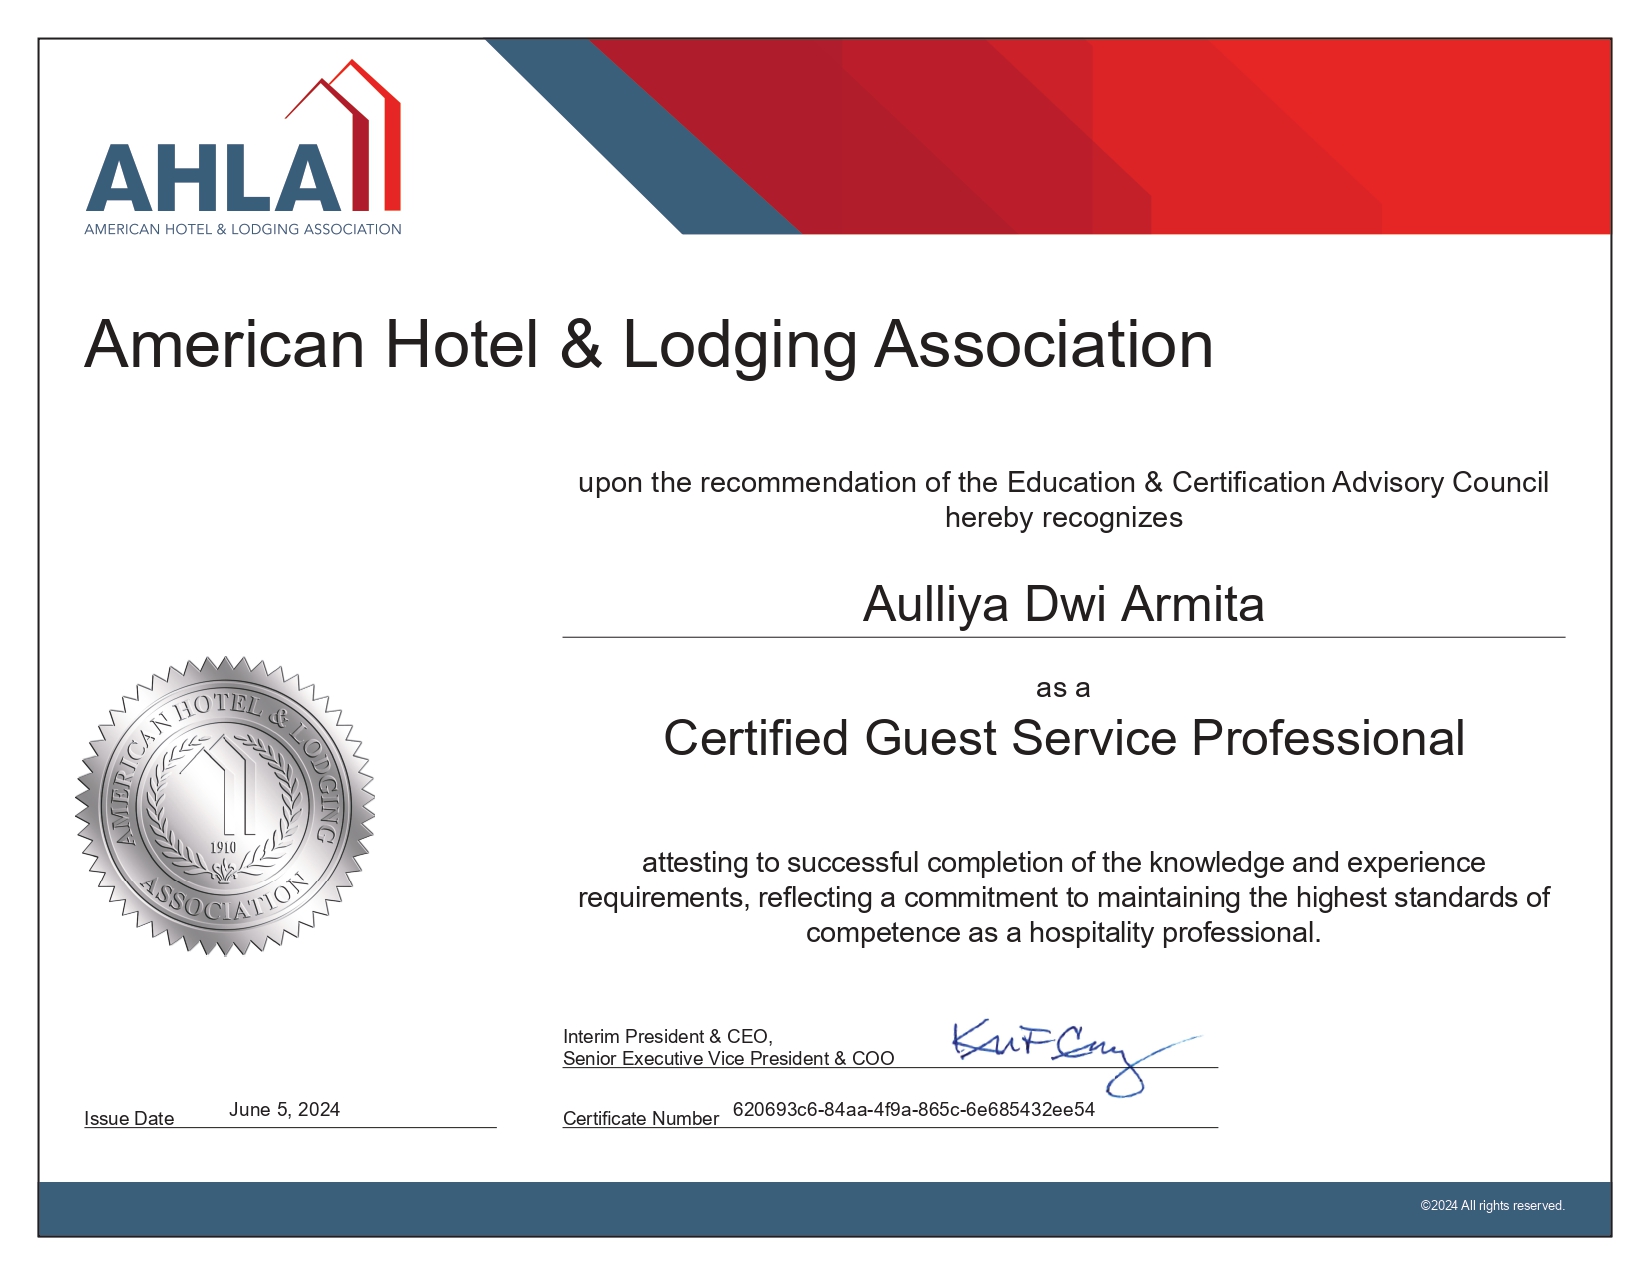 AHLA
AMERICAN HOTEL & LODGING ASSOCIATION
American Hotel & Lodging Association
upon the recommendation of the Education & Certification Advisory Council
hereby recognizes
Aulliya Dwi Armita
as a
Certified Guest Service Professional
AMERICAN HOTEL & LODGING
1910
ASSOCIATION
attesting to successful completion of the knowledge and experience
requirements, reflecting a commitment to maintaining the highest standards of
competence as a hospitality professional.
Interim President & CEO,
Senior Executive Vice President & COO
Issue Date June 5, 2024
Certificate Number 620693c6-84aa-4f9a-865c-6e685432ee54
©2024 All rights reserved.